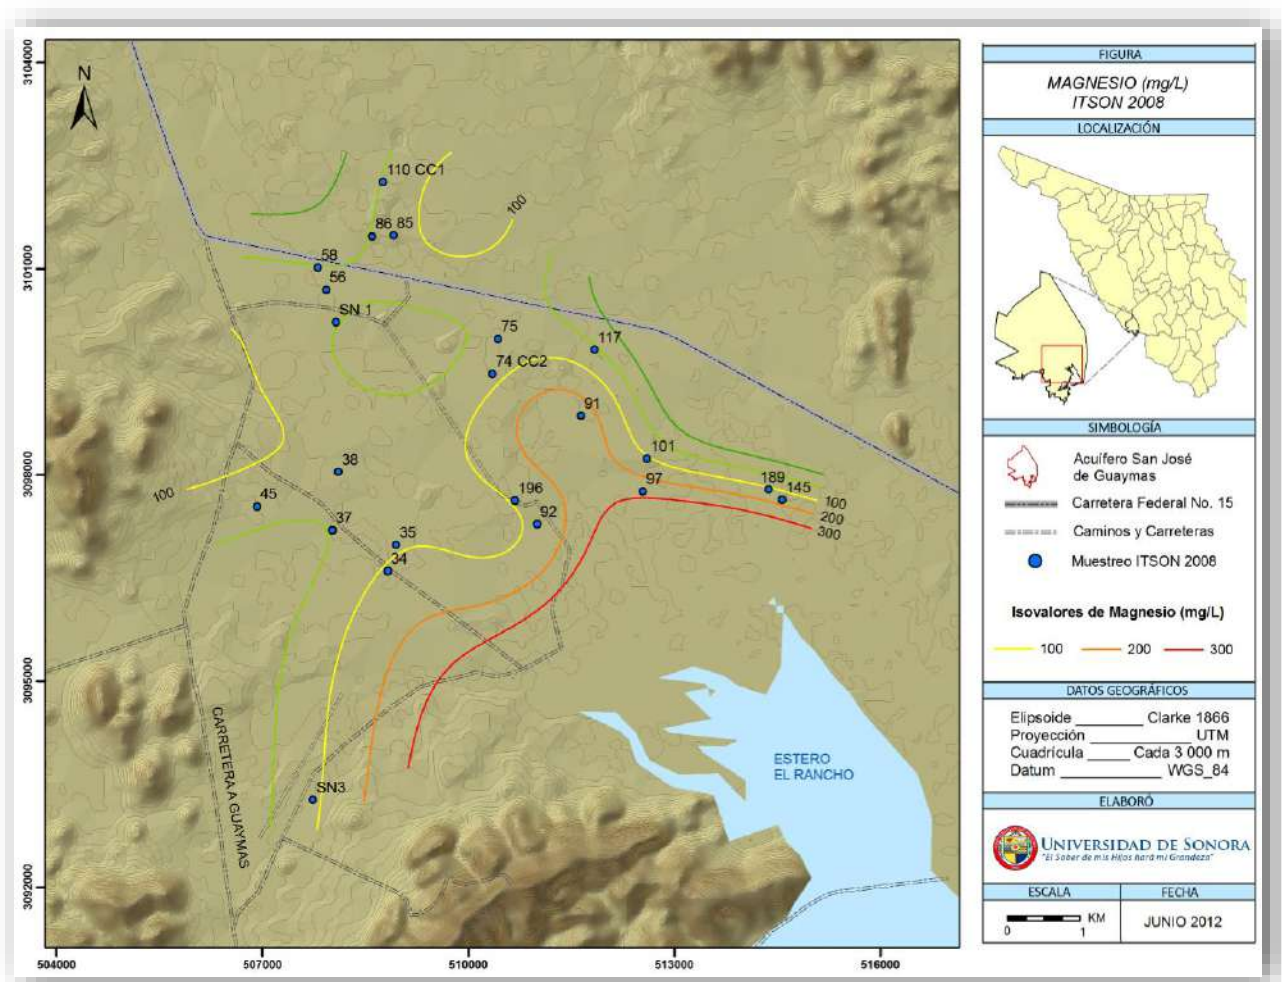 N
110 CC1
100
86
85
58
56
SN 1
75
117
74 CC2
91
101
38
100
45
189
145
97
196
100
92
200
37
35
300
34
CARRETERA A GUAYMAS
ESTERO
EL RANCHO
SN3
3104000
3101000
3098000
3095000
3092000
504000
507000
510000
513000
516000
FIGURA
MAGNESIO (mg/L)
ITSON 2008
LOCALIZACIÓN
SIMBOLOGÍA
Acuífero San José
de Guaymas
Carretera Federal No. 15
Caminos y Carreteras
Muestreo ITSON 2008
Isovalores de Magnesio (mg/L)
100 200 300
DATOS GEOGRÁFICOS
Elipsoide ________ Clarke 1866
Proyección ____________ UTM
Cuadrícula _____ Cada 3 000 m
Datum ____________ WGS_84
ELABORÓ
UNIVERSIDAD DE SONORA
"El Saber de mis Hijos hará mi Grandeza"
ESCALA
FECHA
KM
0 1
JUNIO 2012